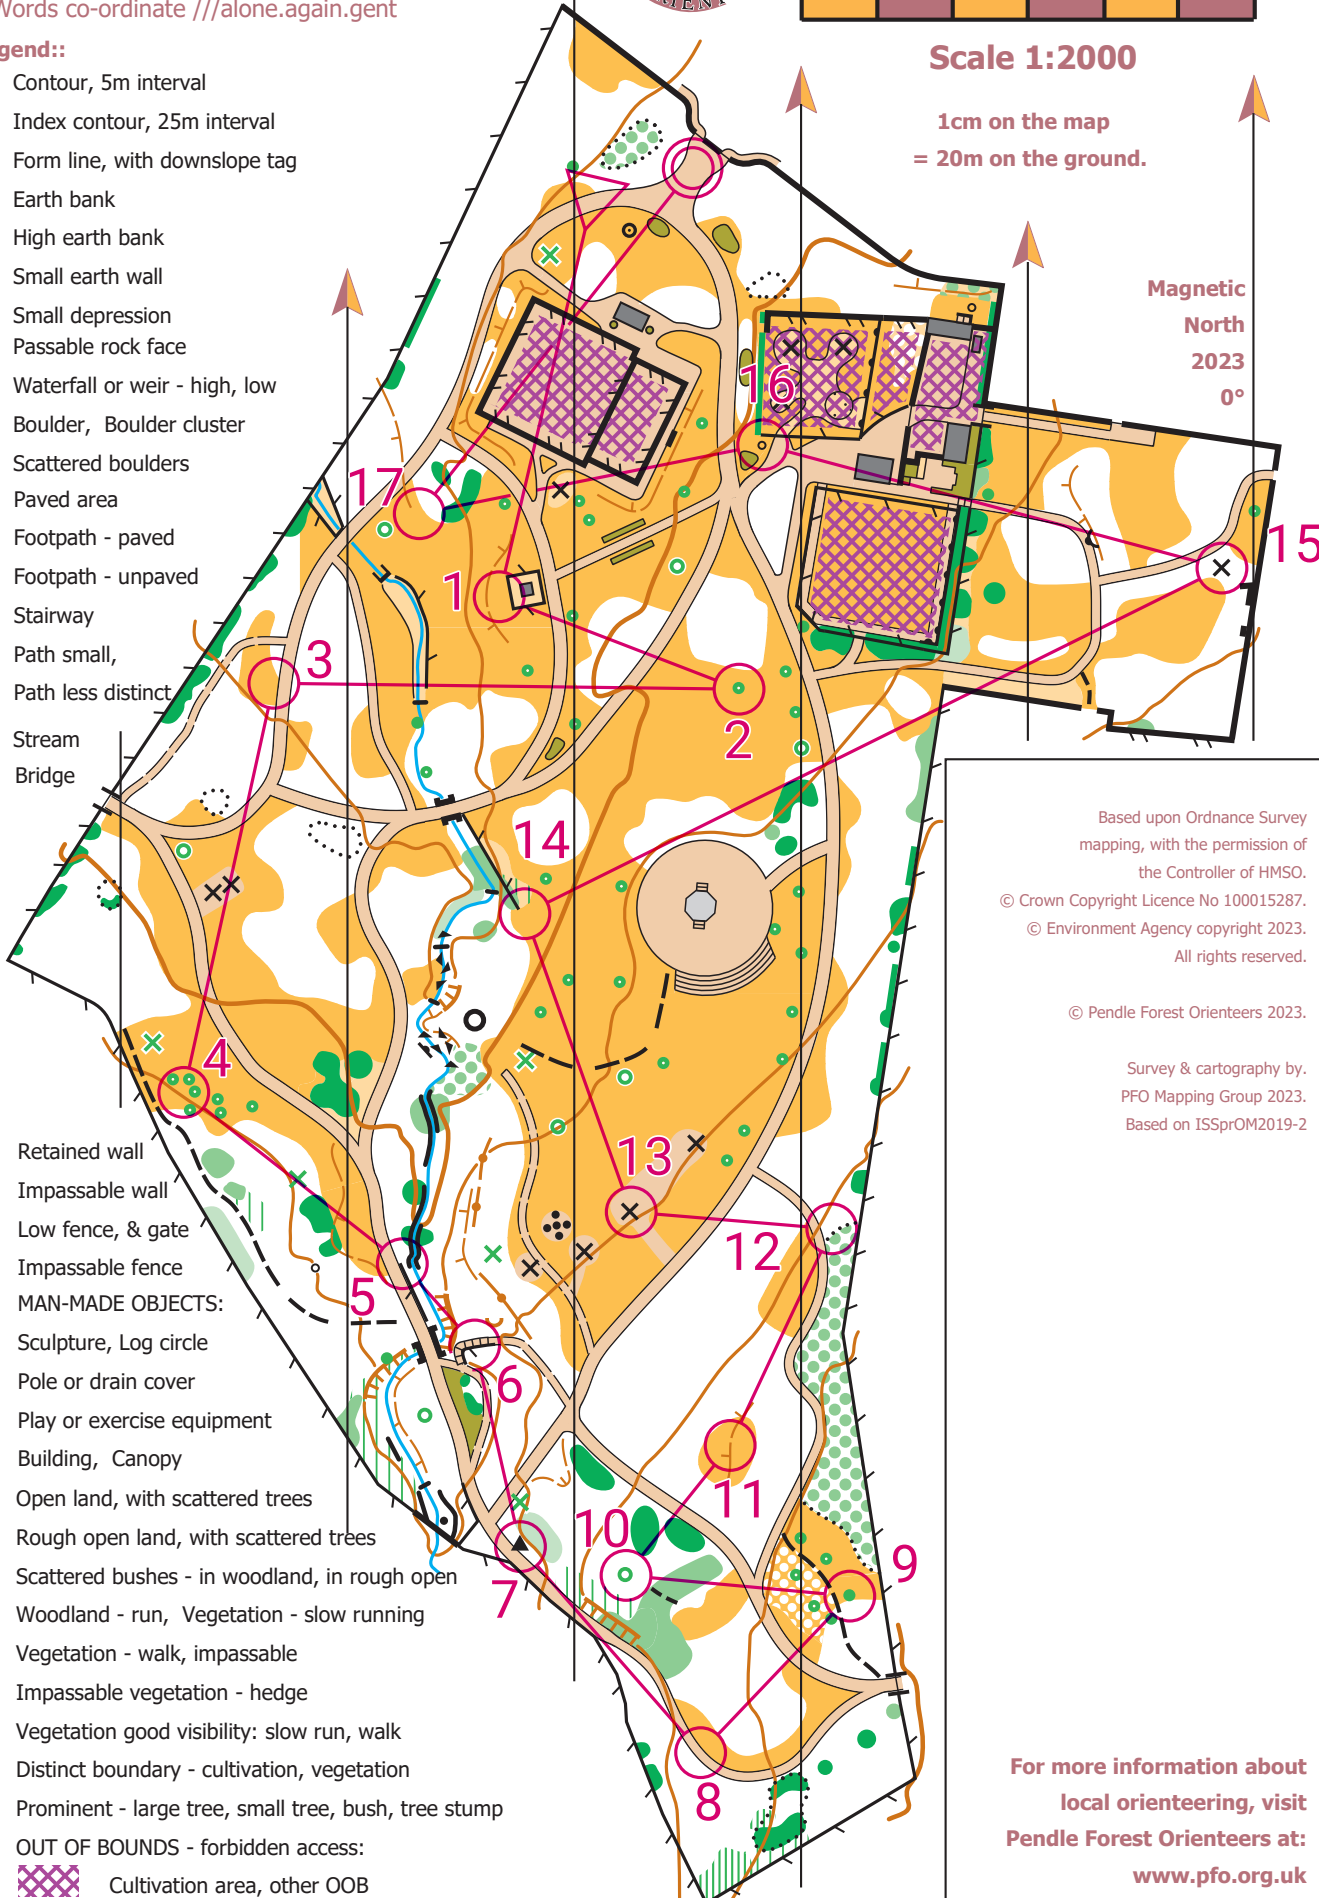 Words co-ordinate ///alone.again.gent
gend::
Contour, 5m interval
Index contour, 25m interval
Form line, with downslope tag
Earth bank
High earth bank
Small earth wall
Small depression
Passable rock face
Waterfall or weir - high, low
Boulder, Boulder cluster
Scattered boulders
Paved area
Footpath - paved
Footpath - unpaved
Stairway
Path small,
Path less distinct
Stream
Bridge
Retained wall
Impassable wall
Low fence, & gate
Impassable fence
MAN-MADE OBJECTS:
Sculpture, Log circle
Pole or drain cover
Play or exercise equipment
Building, Canopy
Open land, with scattered trees
Rough open land, with scattered trees
Scattered bushes - in woodland, in rough open
Woodland - run, Vegetation - slow running
Vegetation - walk, impassable
Impassable vegetation - hedge
Vegetation good visibility: slow run, walk
Distinct boundary - cultivation, vegetation
Prominent - large tree, small tree, bush, tree stump
OUT OF BOUNDS - forbidden access:
Cultivation area, other OOB
Scale 1:2000
1cm on the map
= 20m on the ground.
Magnetic
North
2023
0°
16
17
15
1
3
2
14
4
13
12
5
6
11
10
9
7
8
Based upon Ordnance Survey
mapping, with the permission of
the Controller of HMSO.
© Crown Copyright Licence No 100015287.
© Environment Agency copyright 2023.
All rights reserved.
© Pendle Forest Orienteers 2023.
Survey & cartography by.
PFO Mapping Group 2023.
Based on ISSprOM2019-2
For more information about
local orienteering, visit
Pendle Forest Orienteers at:
www.pfo.org.uk